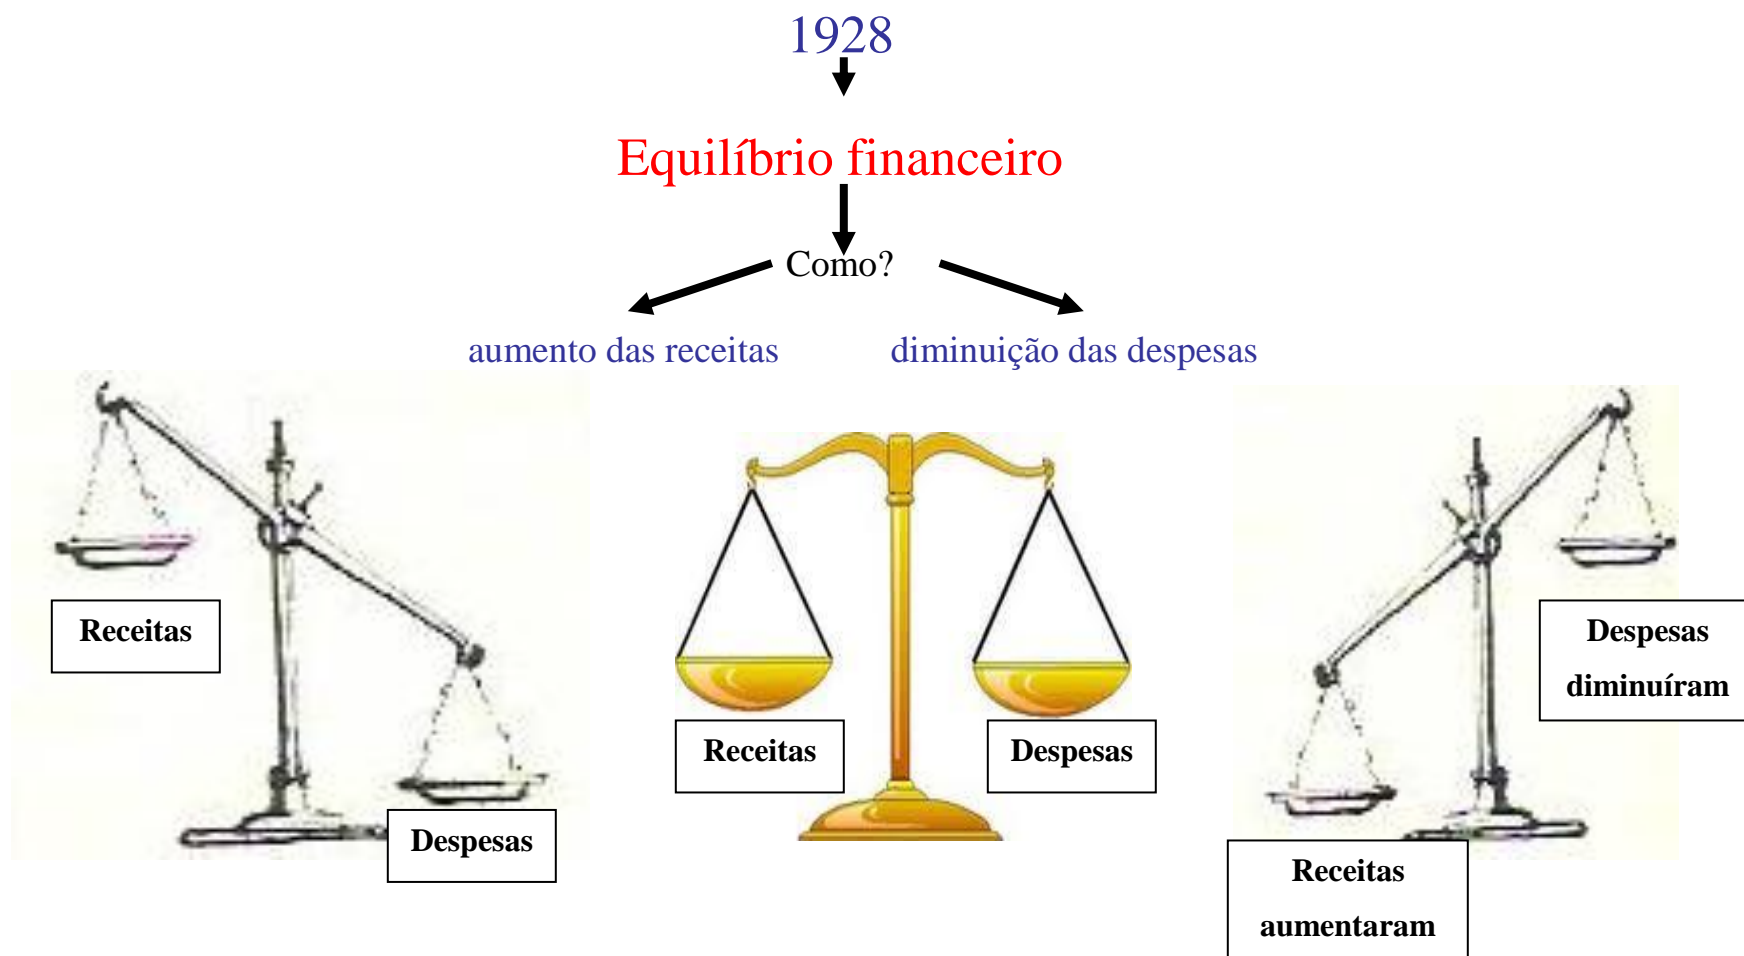 1928
Equilíbrio financeiro
Como?
aumento das receitas
diminuição das despesas
Receitas
Despesas
Receitas
Despesas
Despesas
diminuíram
Receitas
aumentaram